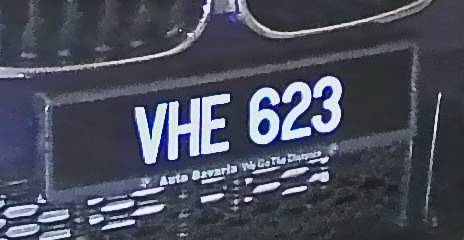 VHE 623
Auto Bavaria We Go The Distance